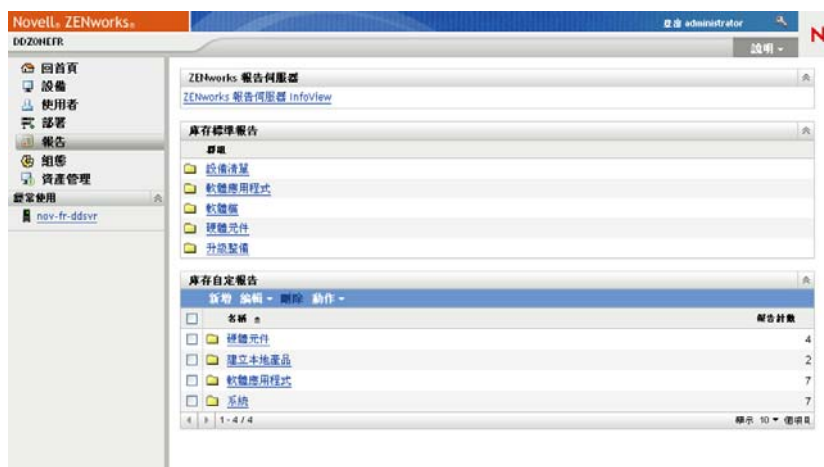 Novell® ZENworks®
登途 administrator
DDZONEFR
說明
回首頁
設備
使用者
部署
報告
組態
資產管理
經常使用
nov-fr-ddsvr
ZENworks 報告伺服器
ZENworks 報告伺服器 InfoView
庫存標準報告
群組
設備清單
軟體應用程式
軟體檔
硬體元件
升級整備
庫存自定報告
新增 編輯 刪除 動作
名稱 報告計數
硬體元件 4
建立本地產品 2
軟體應用程式 7
系統 7
1-4 / 4 顯示 10 個項目